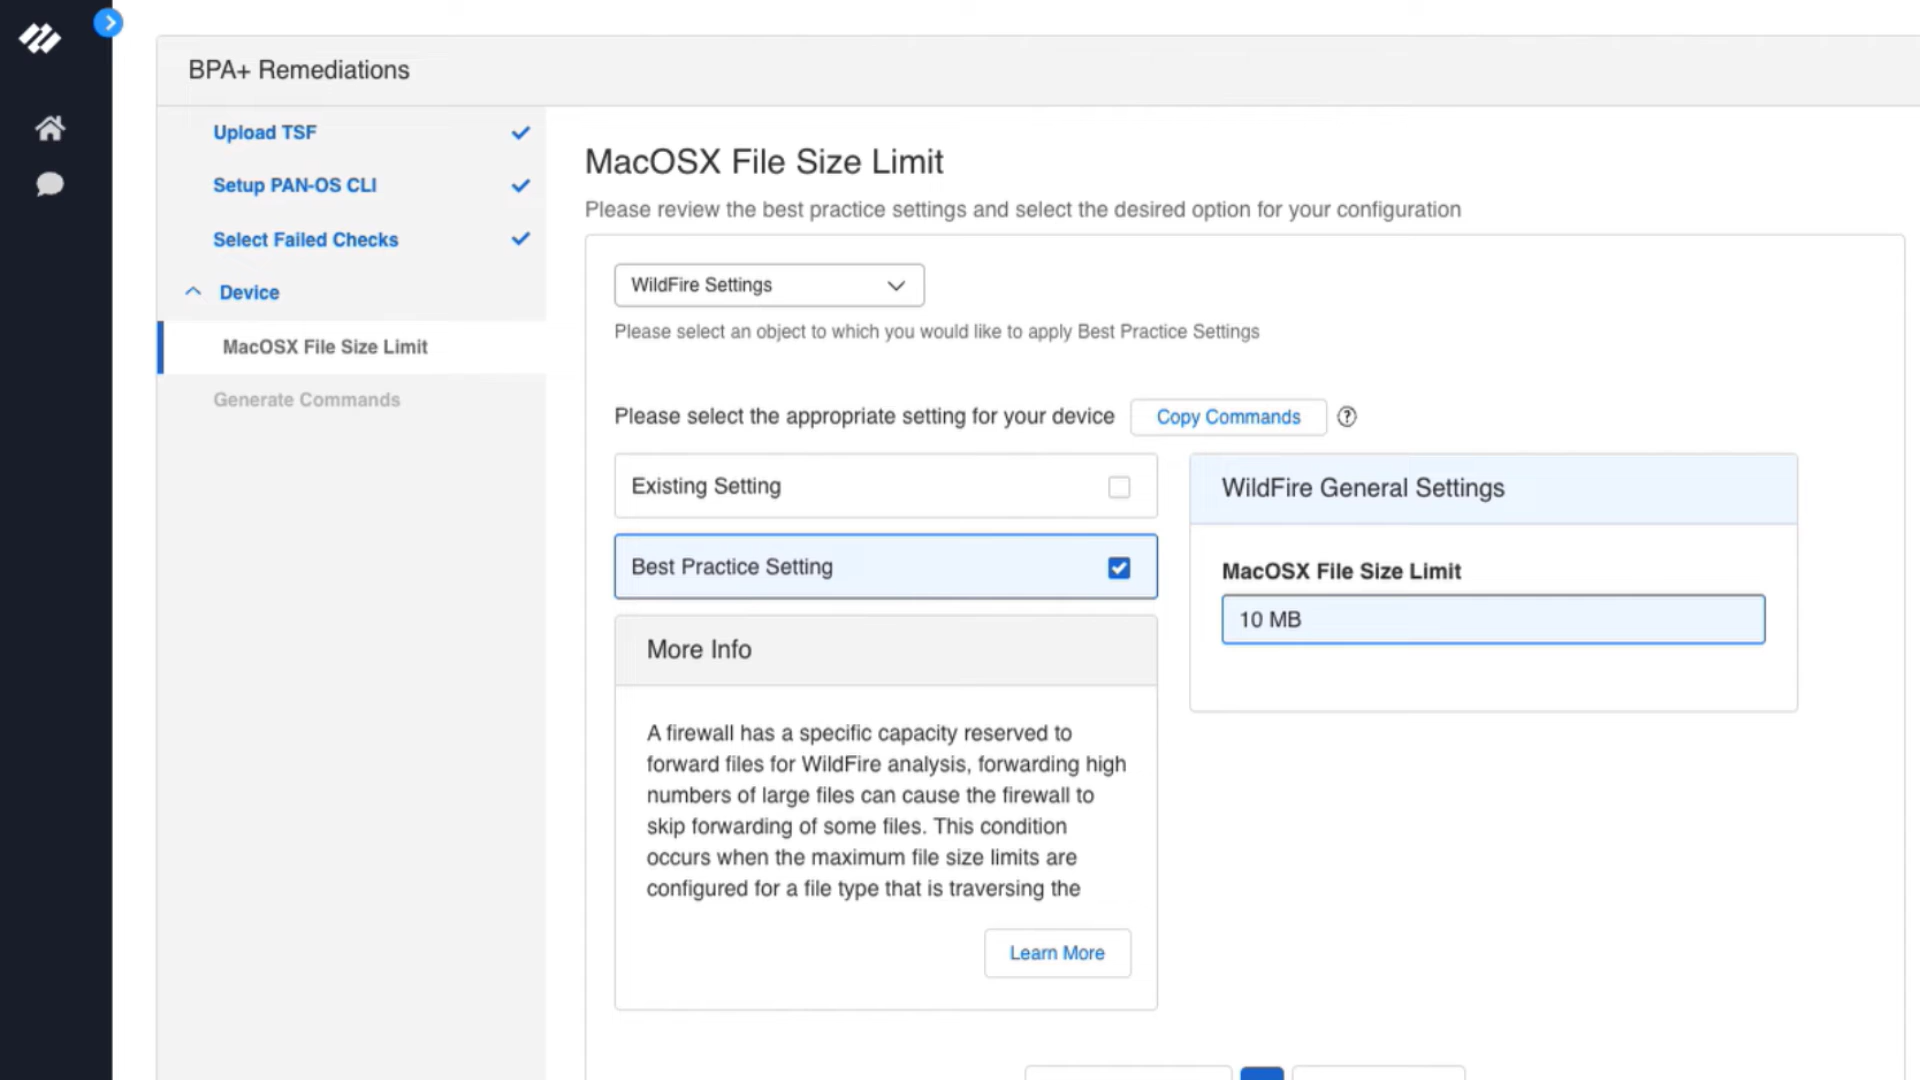 BPA+ Remediations
Upload TSF
Setup PAN-OS CLI
Select Failed Checks
Device
MacOSX File Size Limit
Generate Commands
MacOSX File Size Limit
Please review the best practice settings and select the desired option for your configuration
WildFire Settings
Please select an object to which you would like to apply Best Practice Settings
Please select the appropriate setting for your device
Copy Commands
?
Existing Setting
Best Practice Setting
More Info
A firewall has a specific capacity reserved to
forward files for WildFire analysis, forwarding high
numbers of large files can cause the firewall to
skip forwarding of some files. This condition
occurs when the maximum file size limits are
configured for a file type that is traversing the
Learn More
WildFire General Settings
MacOSX File Size Limit
10 MB